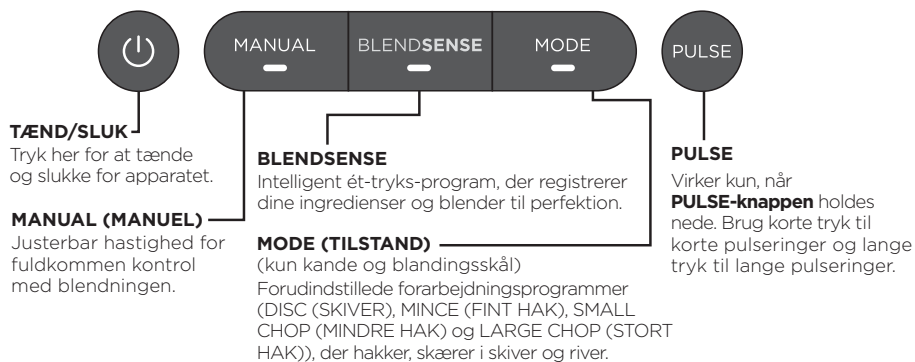 MANUAL
BLENDSENSE
MODE
PULSE
TÆND/SLUK
Tryk her for at tænde
og slukke for apparatet.
MANUAL (MANUEL)
Justerbar hastighed for
fuldkommen kontrol
med blendningen.
BLENDSENSE
Intelligent ét-tryks-program, der registrerer
dine ingredienser og blender til perfektion.
MODE (TILSTAND)
(kun kande og blandingsskål)
Forudindstillede forarbejdningsprogrammer
(DISC (SKIVER), MINCE (FINT HAK), SMALL
CHOP (MINDRE HAK) og LARGE CHOP (STORT
HAK)), der hakker, skærer i skiver og river.
PULSE
Virker kun, når
PULSE-knappen holdes
nede. Brug korte tryk til
korte pulseringer og lange
tryk til lange pulseringer.